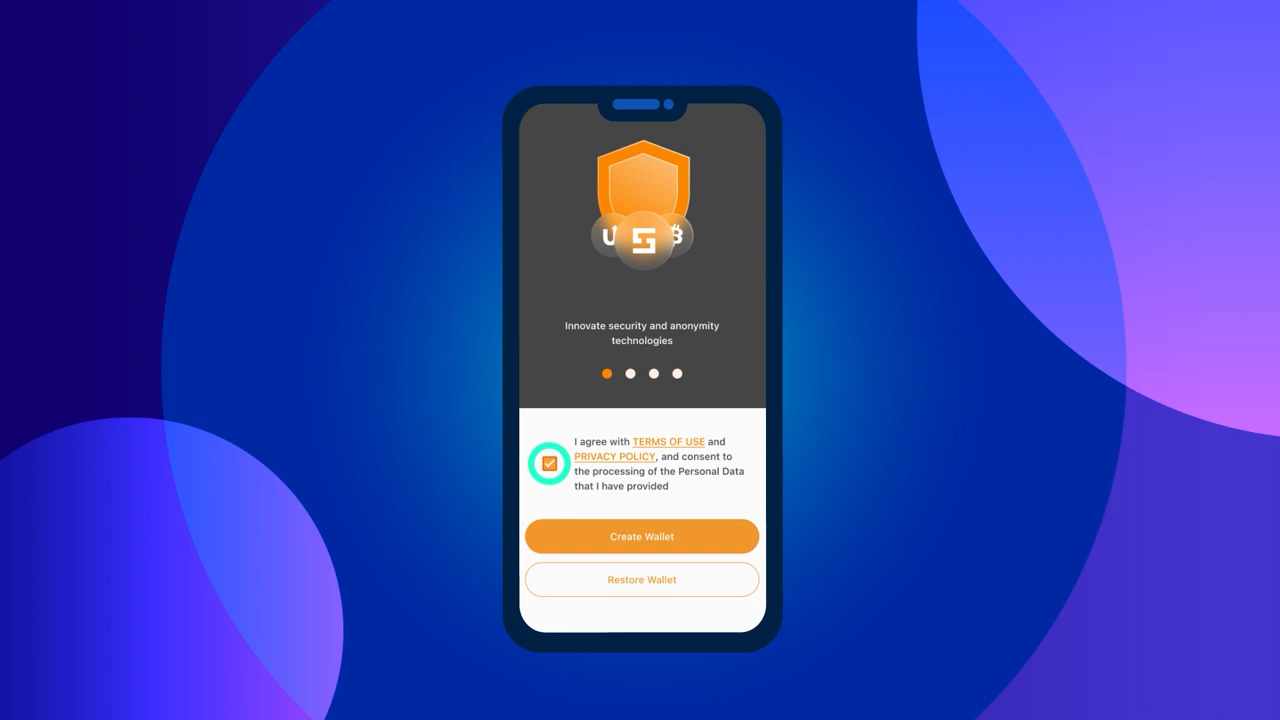 Innovate security and anonymity
technologies
I agree with TERMS OF USE and
PRIVACY POLICY, and consent to
the processing of the Personal Data
that I have provided
Create Wallet
Restore Wallet